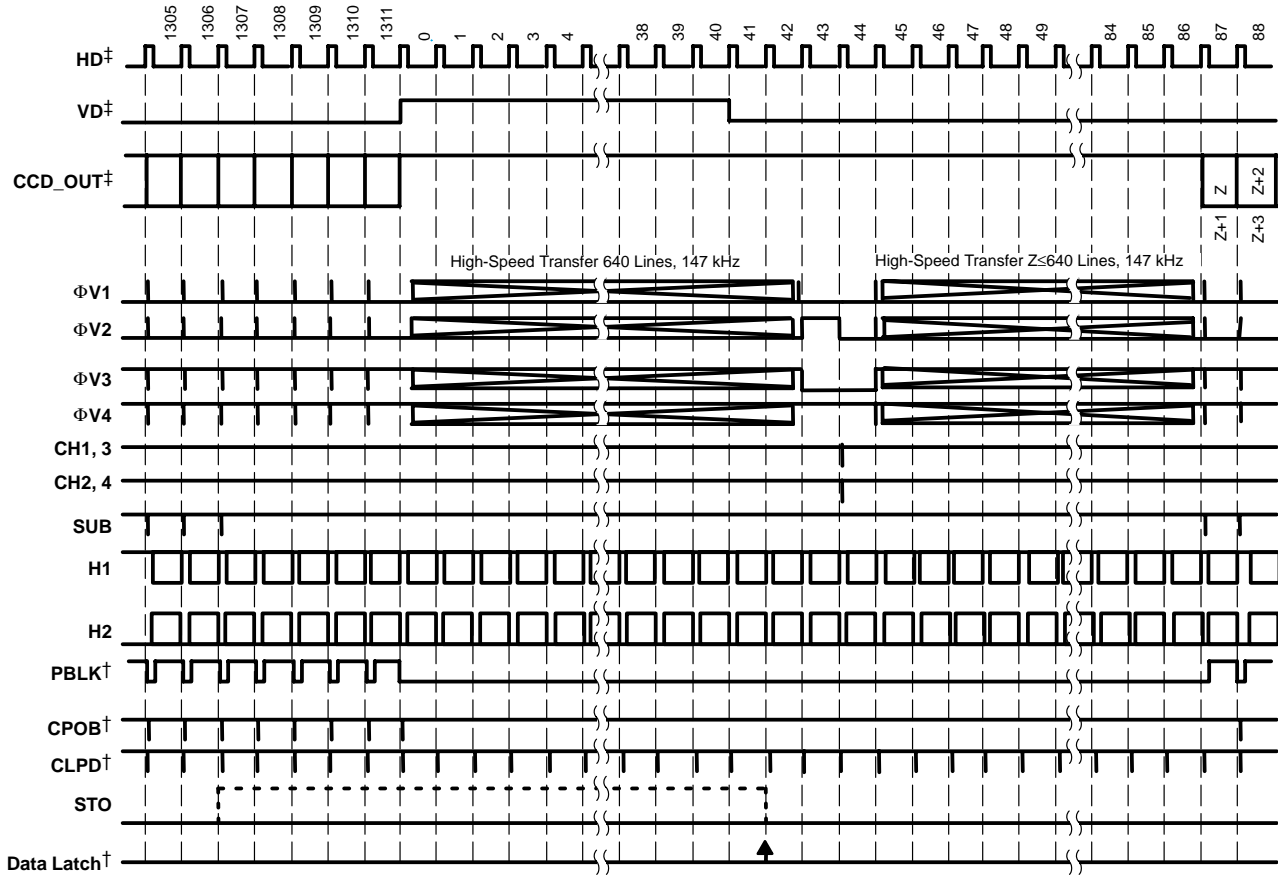 1305 1306 1307 1308 1309 1310 1311 0 1 2 3 4 38 39 40 41 42 43 44 45 46 47 48 49 84 85 86 87 88
HD‡
VD‡
CCD_OUT‡
Z Z+2
Z+1 Z+3
High-Speed Transfer 640 Lines, 147 kHz
High-Speed Transfer Z≤640 Lines, 147 kHz
ΦV1
ΦV2
ΦV3
ΦV4
CH1, 3
CH2, 4
SUB
H1
H2
PBLK†
CPOB†
CLPD†
STO
Data Latch†